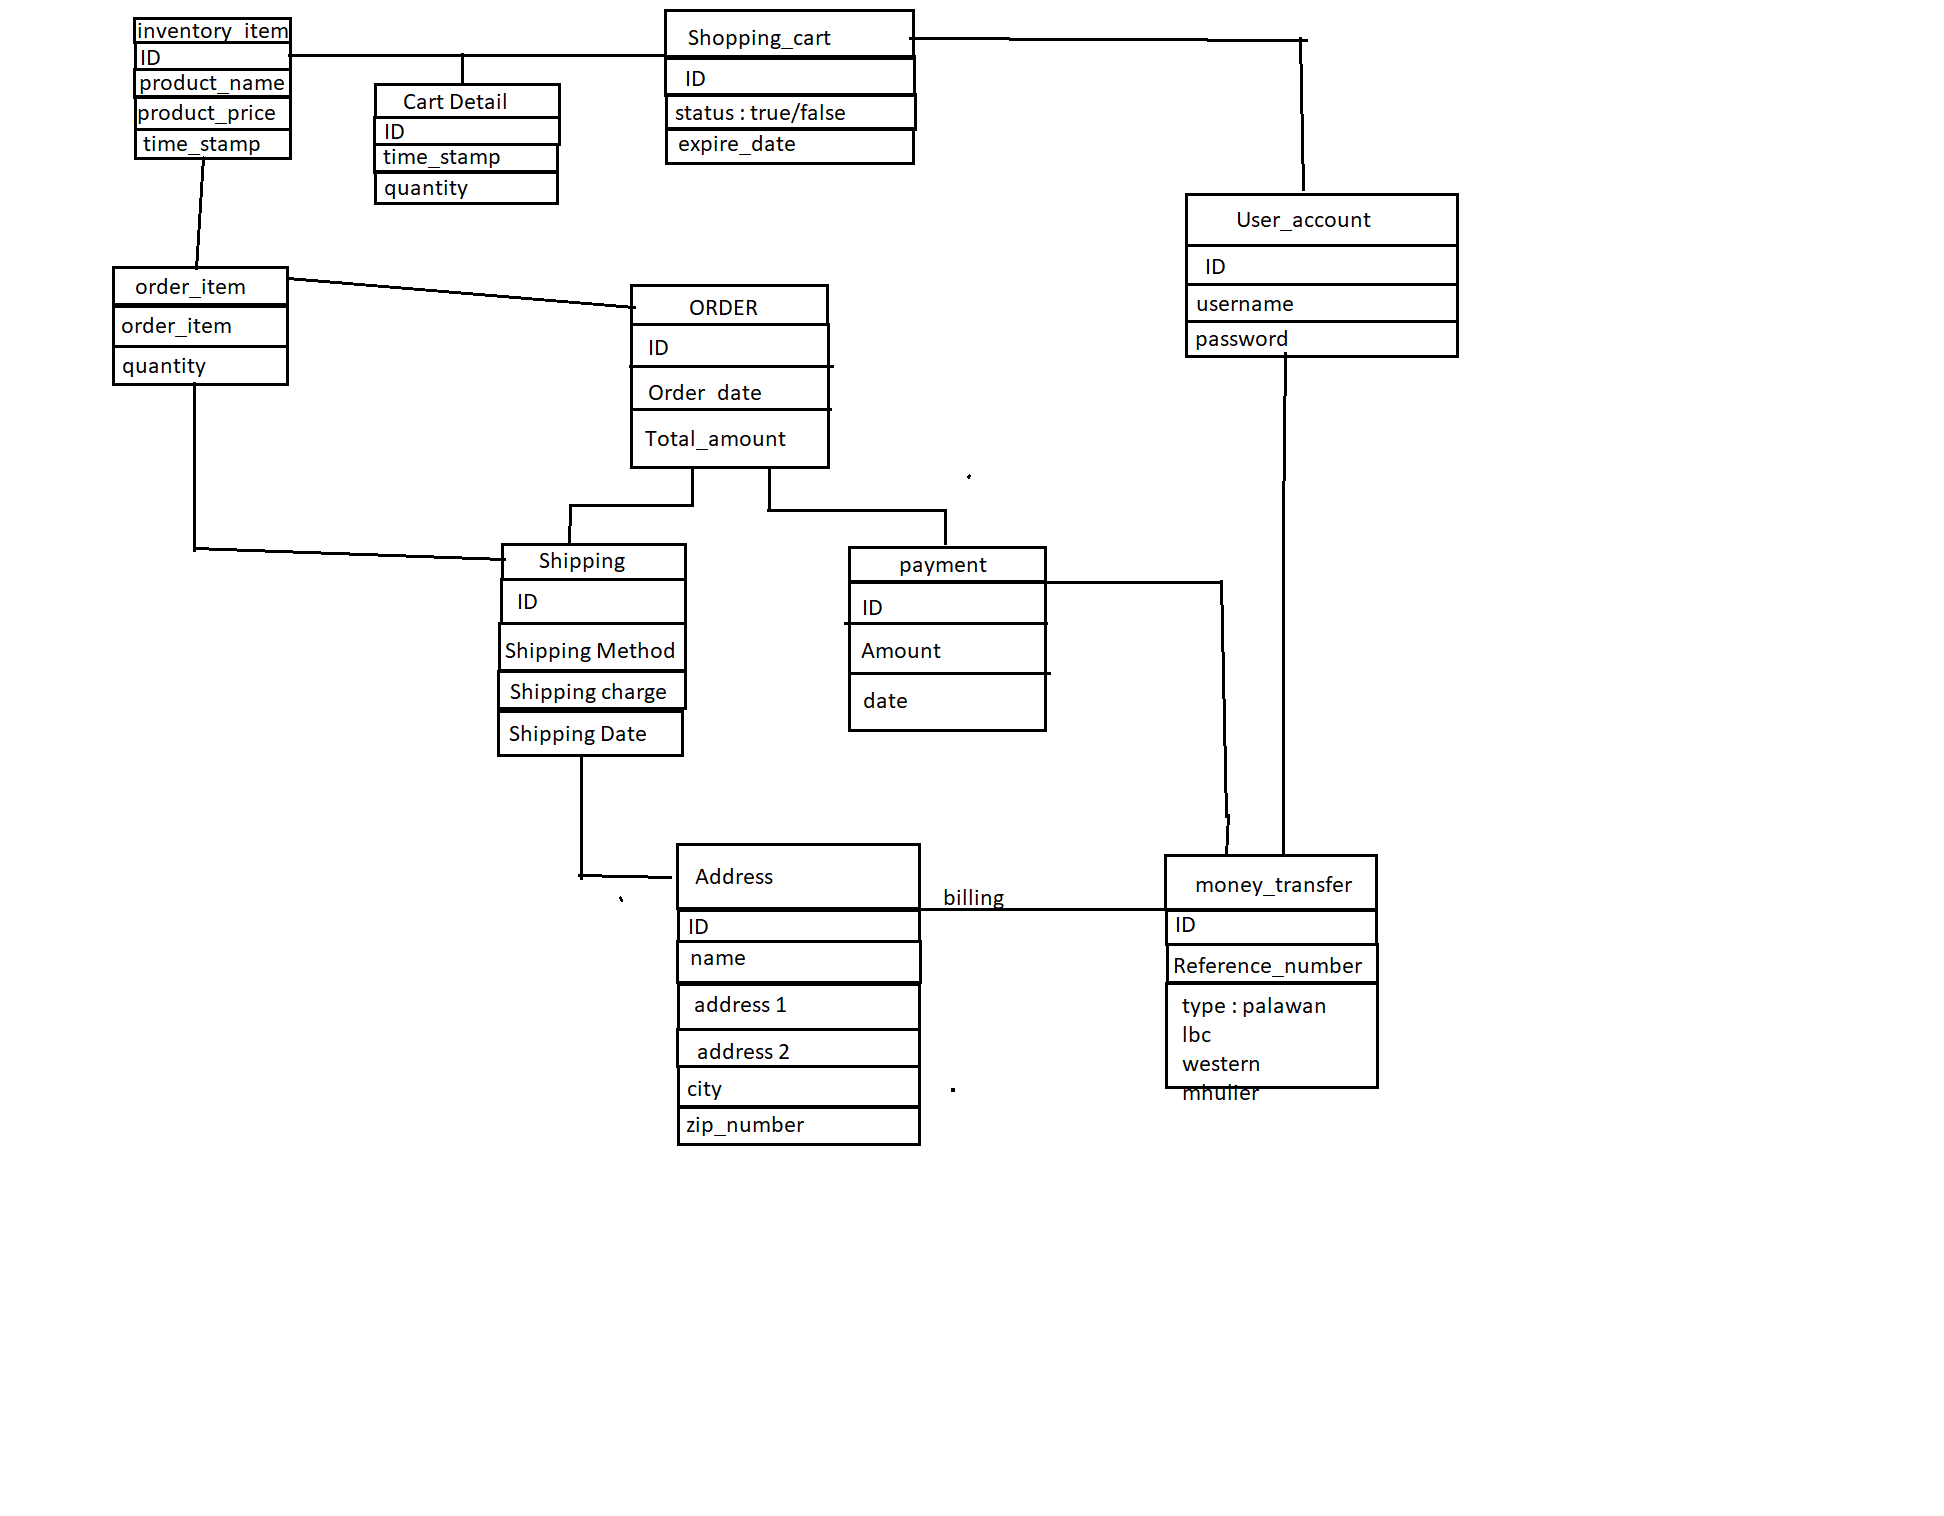 inventory_item
ID
product_name
product_price
time_stamp
Cart Detail
ID
time_stamp
quantity
Shopping_cart
ID
status : true/false
expire_date
User_account
ID
username
password
order_item
order_item
quantity
ORDER
ID
Order_date
Total_amount
Shipping
ID
Shipping Method
Shipping charge
Shipping Date
payment
ID
Amount
date
Address
ID
name
address 1
address 2
city
zip_number
billing
money_transfer
ID
Reference_number
type : palawan
lbc
western
mhulier